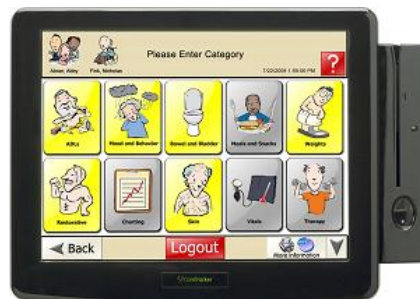 Please Enter Category
Abner, Abby
Fink, Nicholas
?
ADLs
Mood and Behavior
Bowel and Bladder
Meals and Snacks
Weights
Restorative
Charting
Skin
Vitals
Therapy
Back
Logout
More Information
CareTracker